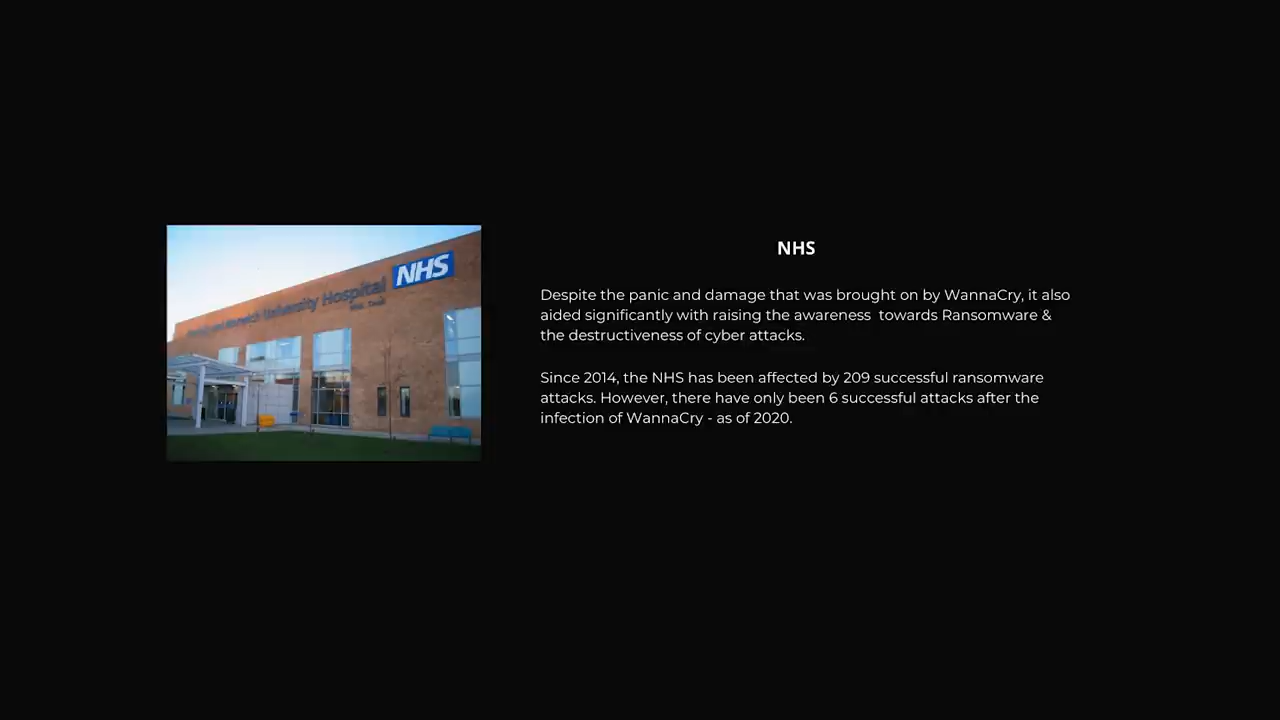 NHS
University Hospital
NHS
Despite the panic and damage that was brought on by WannaCry, it also
aided significantly with raising the awareness  towards Ransomware &
the destructiveness of cyber attacks.
Since 2014, the NHS has been affected by 209 successful ransomware
attacks. However, there have only been 6 successful attacks after the
infection of WannaCry - as of 2020.